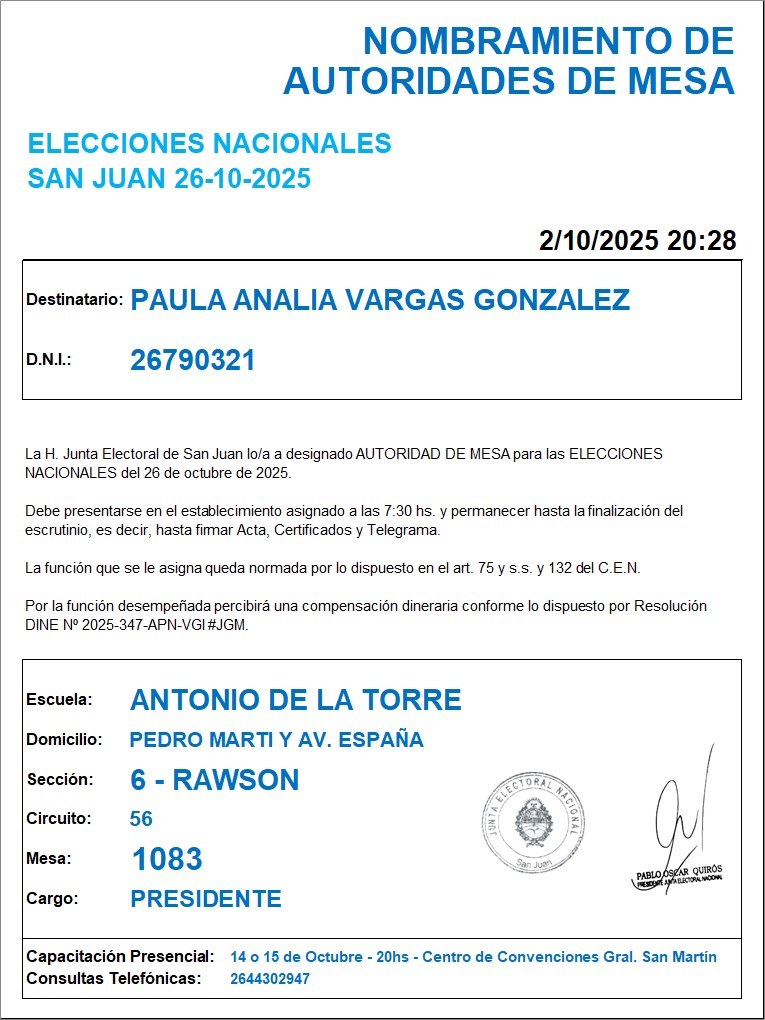 NOMBRAMIENTO DE
AUTORIDADES DE MESA
ELECCIONES NACIONALES
SAN JUAN 26-10-2025
2/10/2025 20:28
Destinatario: PAULA ANALIA VARGAS GONZALEZ
D.N.I.: 26790321
La H. Junta Electoral de San Juan lo/a a designado AUTORIDAD DE MESA para las ELECCIONES
NACIONALES del 26 de octubre de 2025.
Debe presentarse en el establecimiento asignado a las 7:30 hs. y permanecer hasta la finalización del
escrutinio, es decir, hasta firmar Acta, Certificados y Telegrama.
La función que se le asigna queda normada por lo dispuesto en el art. 75 y s.s. y 132 del C.E.N.
Por la función desempeñada percibirá una compensación dineraria conforme lo dispuesto por Resolución
DINE Nº 2025-347-APN-VGI#JGM.
Escuela: ANTONIO DE LA TORRE
Domicilio: PEDRO MARTI Y AV. ESPAÑA
Sección: 6 - RAWSON
Circuito: 56
Mesa: 1083
Cargo: PRESIDENTE
JUNTA ELECTORAL NACIONAL
San Juan
PABLO OSCAR QUIRÓS
PRESIDENTE JUNTA ELECTORAL NACIONAL
Capacitación Presencial: 14 o 15 de Octubre - 20hs - Centro de Convenciones Gral. San Martín
Consultas Telefónicas: 2644302947